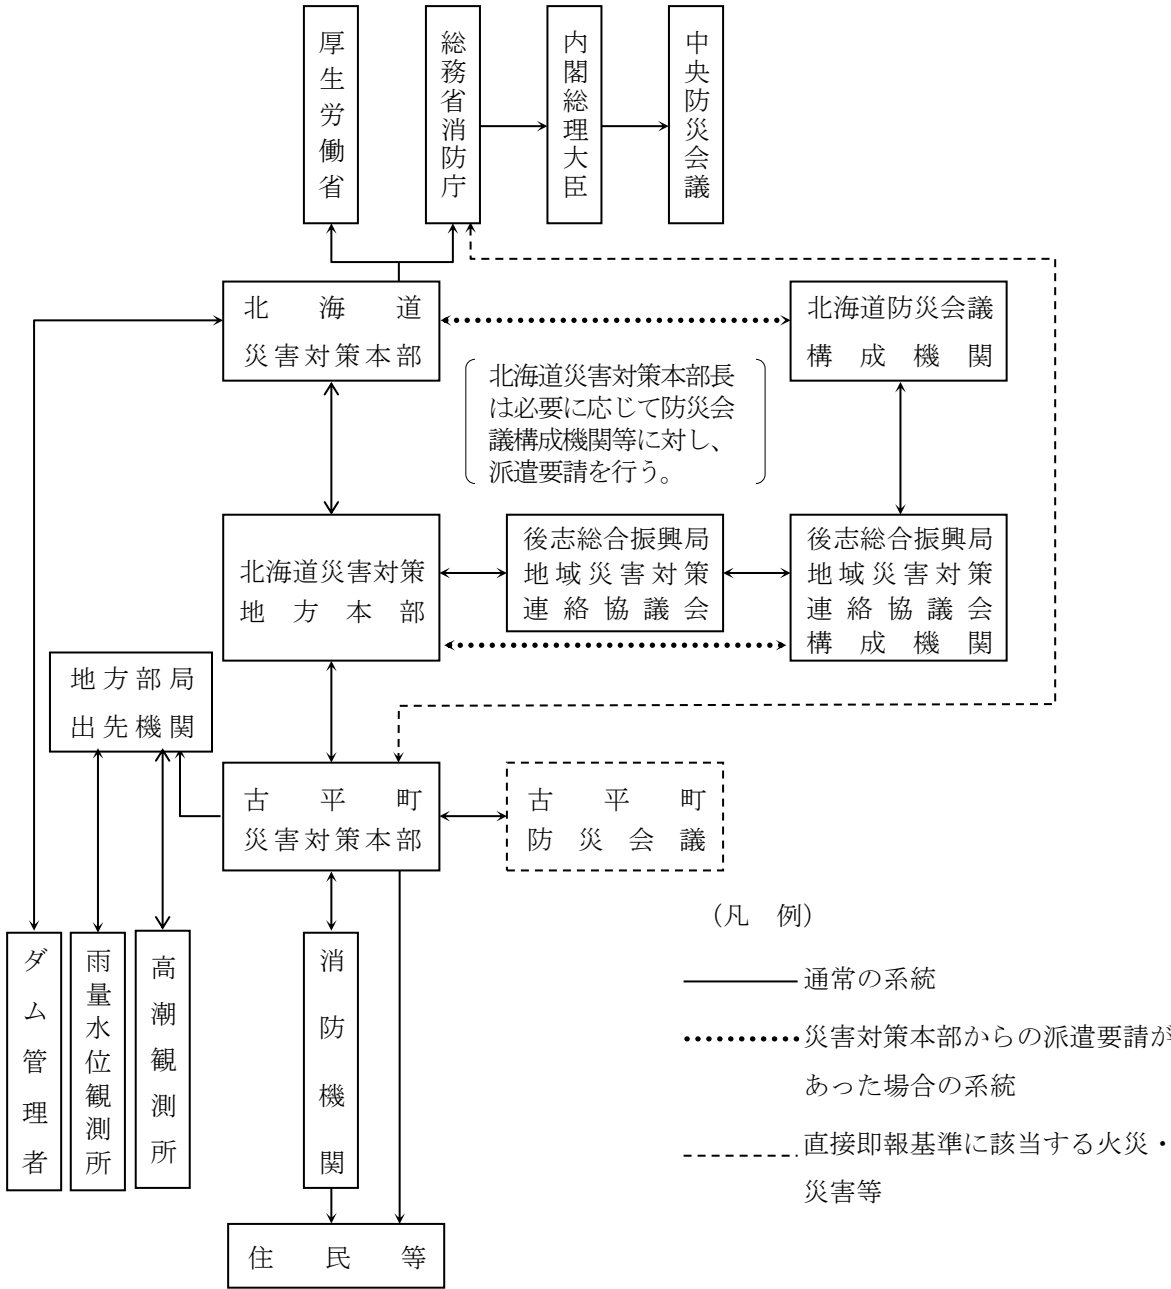 厚生労働省
総務省消防庁
内閣総理大臣
中央防災会議
北海道
災害対策本部
北海道防災会議
構成機関
北海道災害対策本部長
は必要に応じて防災会
議構成機関等に対し、
派遣要請を行う。
北海道災害対策
地方本部
後志総合振興局
地域災害対策
連絡協議会
後志総合振興局
地域災害対策
連絡協議会
構成機関
地方部局
出先機関
古平町
災害対策本部
古平町
防災会議
ダム管理者
雨量水位観測所
高潮観測所
消防機関
住民等
（凡　例）
通常の系統
災害対策本部からの派遣要請が
あった場合の系統
直接即報基準に該当する火災・
災害等